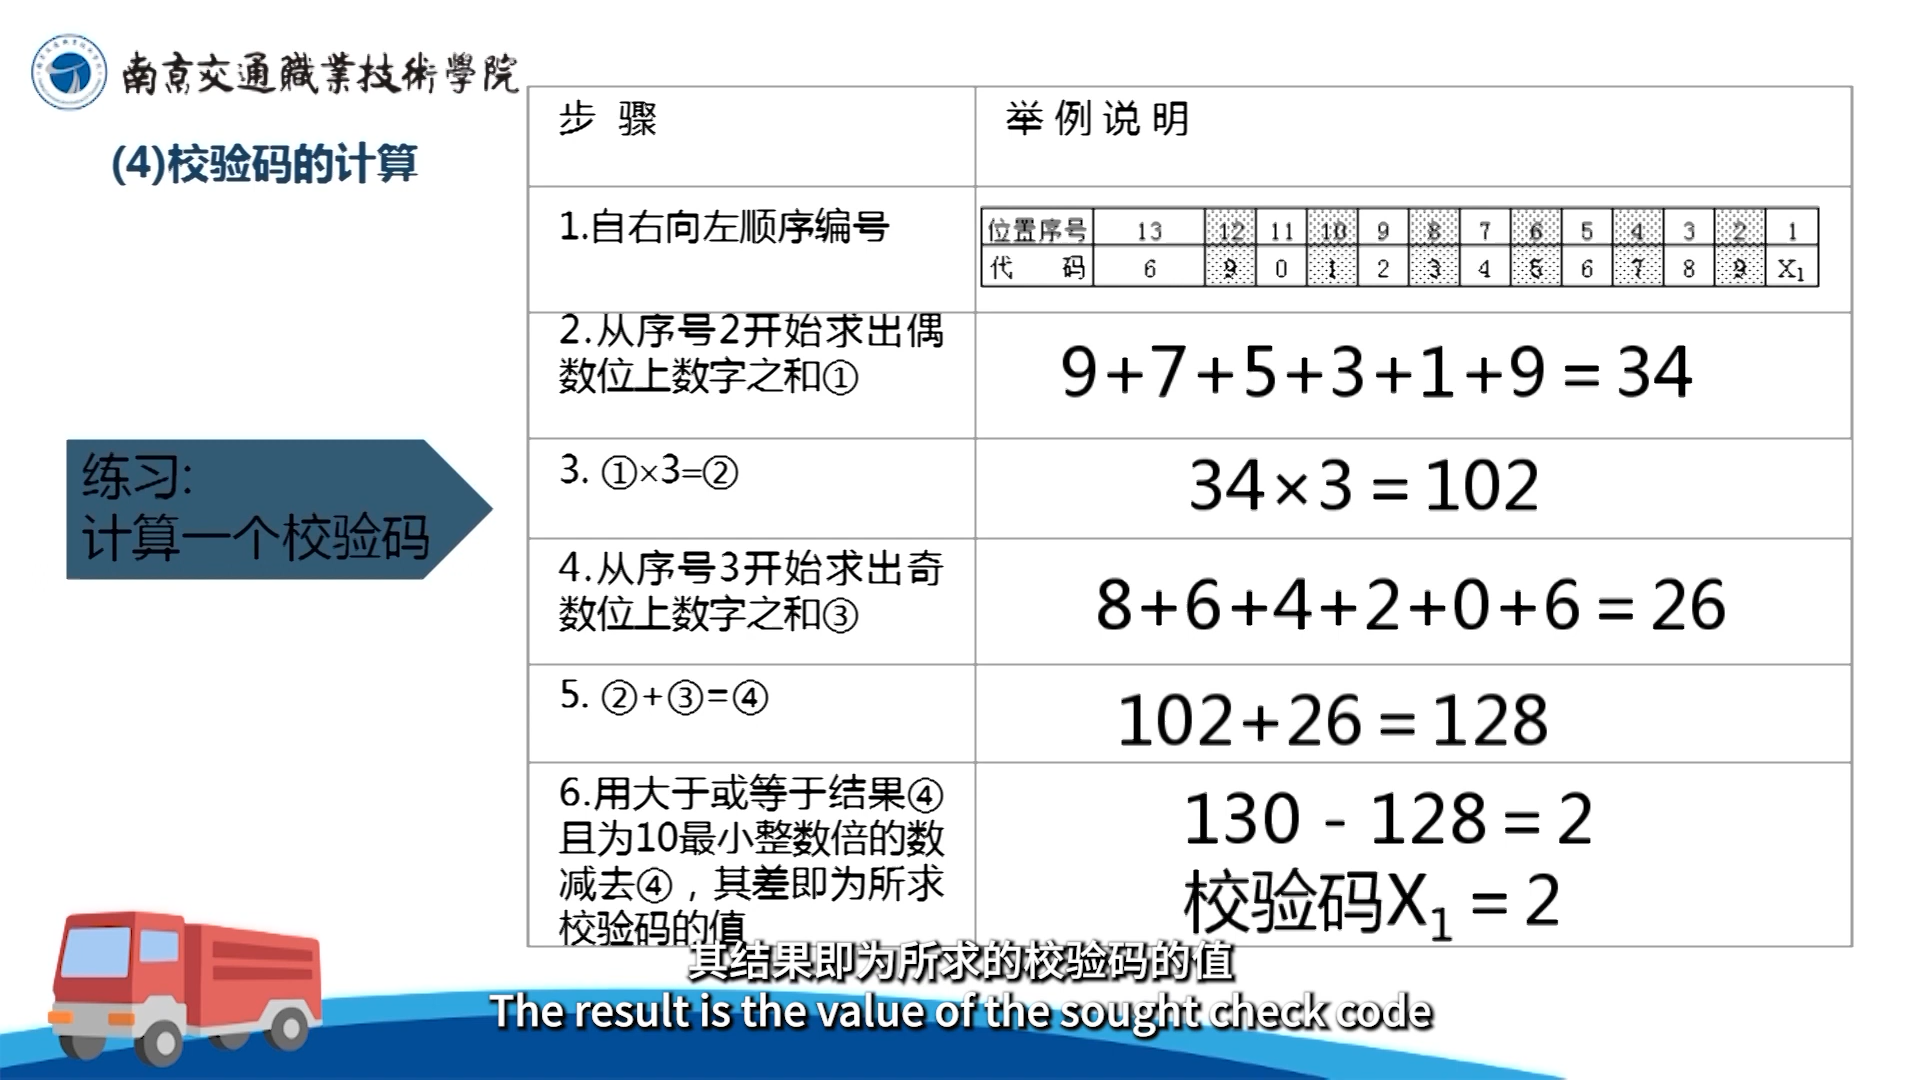 南京交通職業技術學院
(4)校验码的计算
练习:
计算一个校验码
步 骤 举例说明
1.自右向左顺序编号
位置序号 13 12 11 10 9 8 7 6 5 4 3 2 1
代 码 6 9 0 1 2 3 4 5 6 7 8 9 X₁
2.从序号2开始求出偶
数位上数字之和①
9+7+5+3+1+9=34
3. ①×3=②
34×3=102
4.从序号3开始求出奇
数位上数字之和③
8+6+4+2+0+6=26
5. ②+③=④
102+26=128
6.用大于或等于结果④
且为10最小整数倍的数
减去④，其差即为所求
校验码的值
130 - 128=2
校验码X₁=2
其结果即为所求的校验码的值
The result is the value of the sought check code